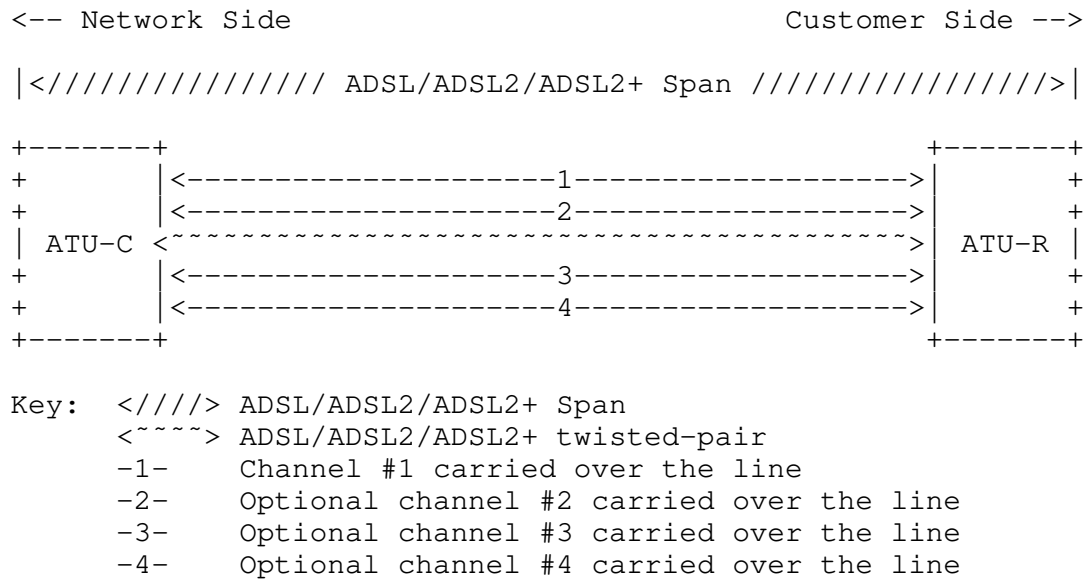 <-- Network Side                             Customer Side -->
|<//////////////// ADSL/ADSL2/ADSL2+ Span /////////////////>|
+-------+                                           +-------+
+       |<---------------------1------------------->|       +
+       |<---------------------2------------------->|       +
| ATU-C <~~~~~~~~~~~~~~~~~~~~~~~~~~~~~~~~~~~~~~~~~~~>| ATU-R |
+       |<---------------------3------------------->|       +
+       |<---------------------4------------------->|       +
+-------+                                           +-------+
Key:  <////> ADSL/ADSL2/ADSL2+ Span
      <~~~~> ADSL/ADSL2/ADSL2+ twisted-pair
      -1-    Channel #1 carried over the line
      -2-    Optional channel #2 carried over the line
      -3-    Optional channel #3 carried over the line
      -4-    Optional channel #4 carried over the line